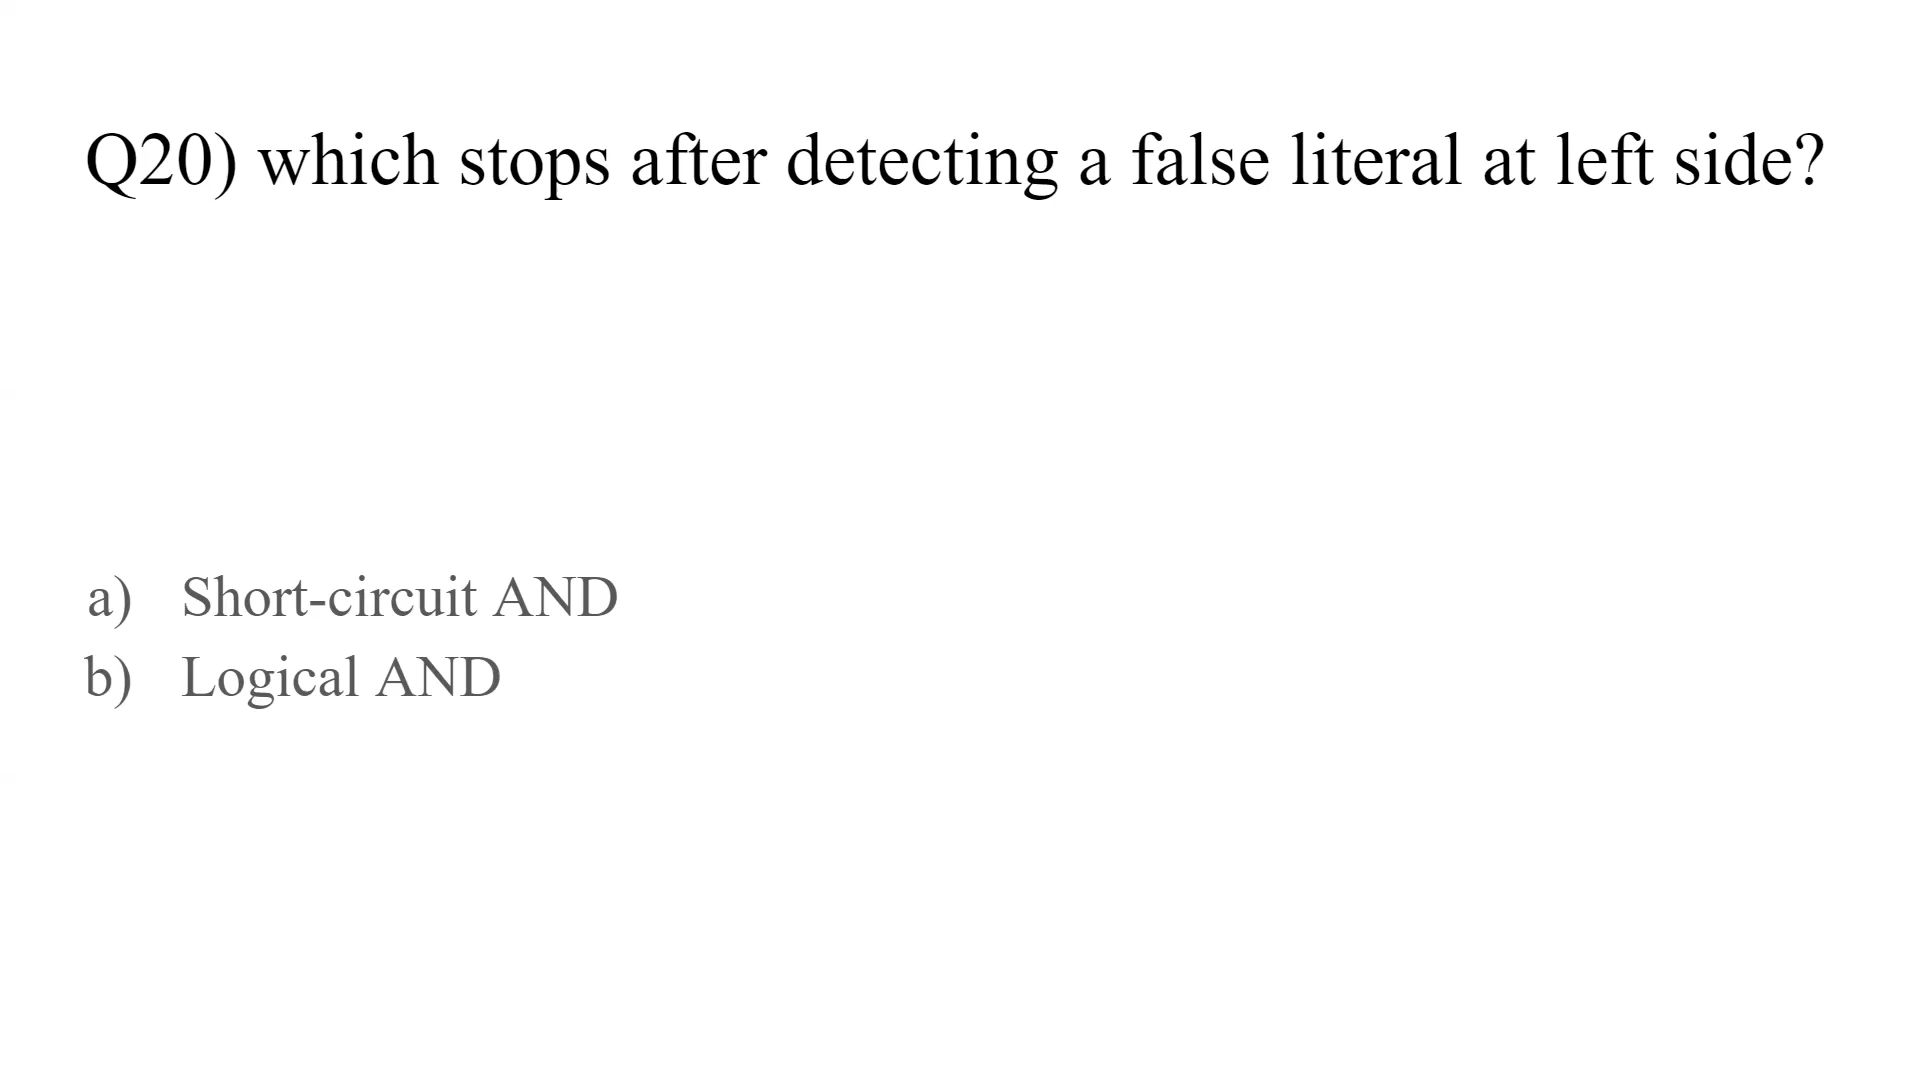 Q20) which stops after detecting a false literal at left side?
a) Short-circuit AND
b) Logical AND